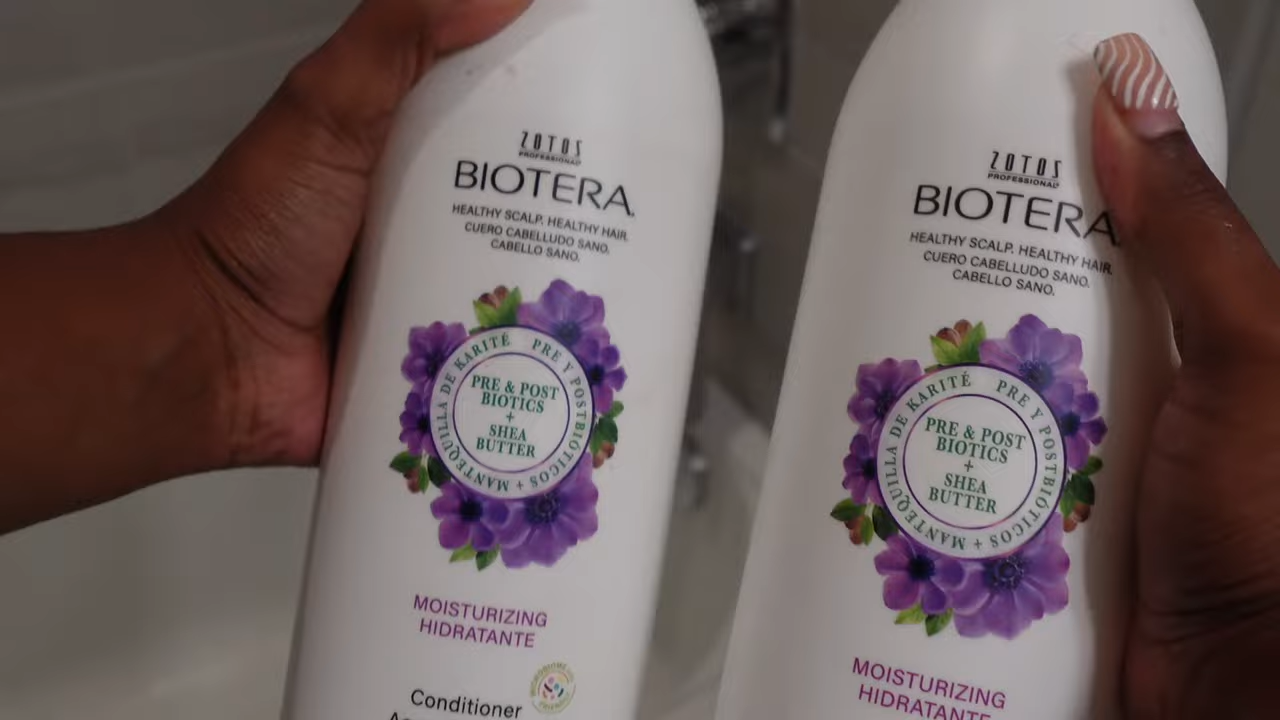 ZOTOS
PROFESSIONAL
BIOTERA
HEALTHY SCALP. HEALTHY HAIR.
CUERO CABELLUDO SANO.
CABELLO SANO.
MANTEQUILLA DE KARITÉ PRE Y POSTBIÓTICOS +
PRE & POST
BIOTICS
+
SHEA
BUTTER
MOISTURIZING
HIDRATANTE
Conditioner
ZOTOS
PROFESSIONAL
BIOTERA
HEALTHY SCALP. HEALTHY HAIR.
CUERO CABELLUDO SANO.
CABELLO SANO.
MANTEQUILLA DE KARITÉ PRE Y POSTBIÓTICOS +
PRE & POST
BIOTICS
+
SHEA
BUTTER
MOISTURIZING
HIDRATANTE